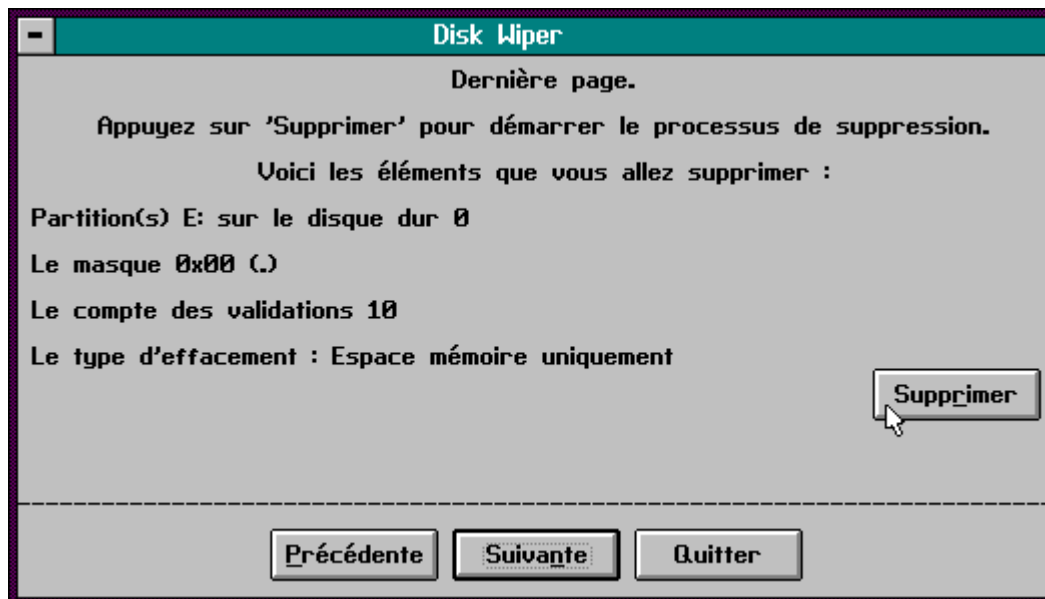 Disk Wiper
Dernière page.
Appuyez sur 'Supprimer' pour démarrer le processus de suppression.
Voici les éléments que vous allez supprimer :
Partition(s) E: sur le disque dur 0
Le masque 0x00 (.)
Le compte des validations 10
Le type d'effacement : Espace mémoire uniquement
Supprimer
Précédente Suivante Quitter